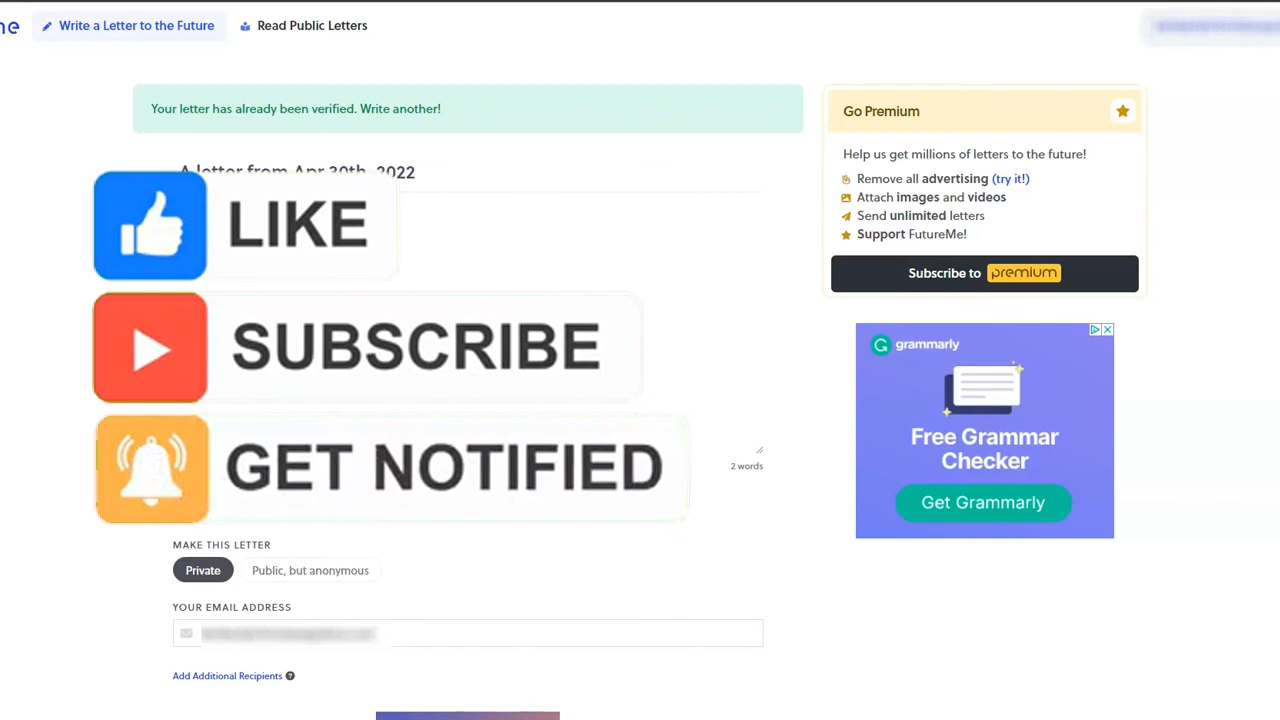 Write a Letter to the Future
Read Public Letters
Your letter has already been verified. Write another!
A letter from Apr 30th, 2022
LIKE
SUBSCRIBE
GET NOTIFIED
2 words
MAKE THIS LETTER
Private
Public, but anonymous
YOUR EMAIL ADDRESS
Add Additional Recipients ?
Go Premium
Help us get millions of letters to the future!
Remove all advertising (try it!)
Attach images and videos
Send unlimited letters
Support FutureMe!
Subscribe to premium
grammarly
Free Grammar
Checker
Get Grammarly